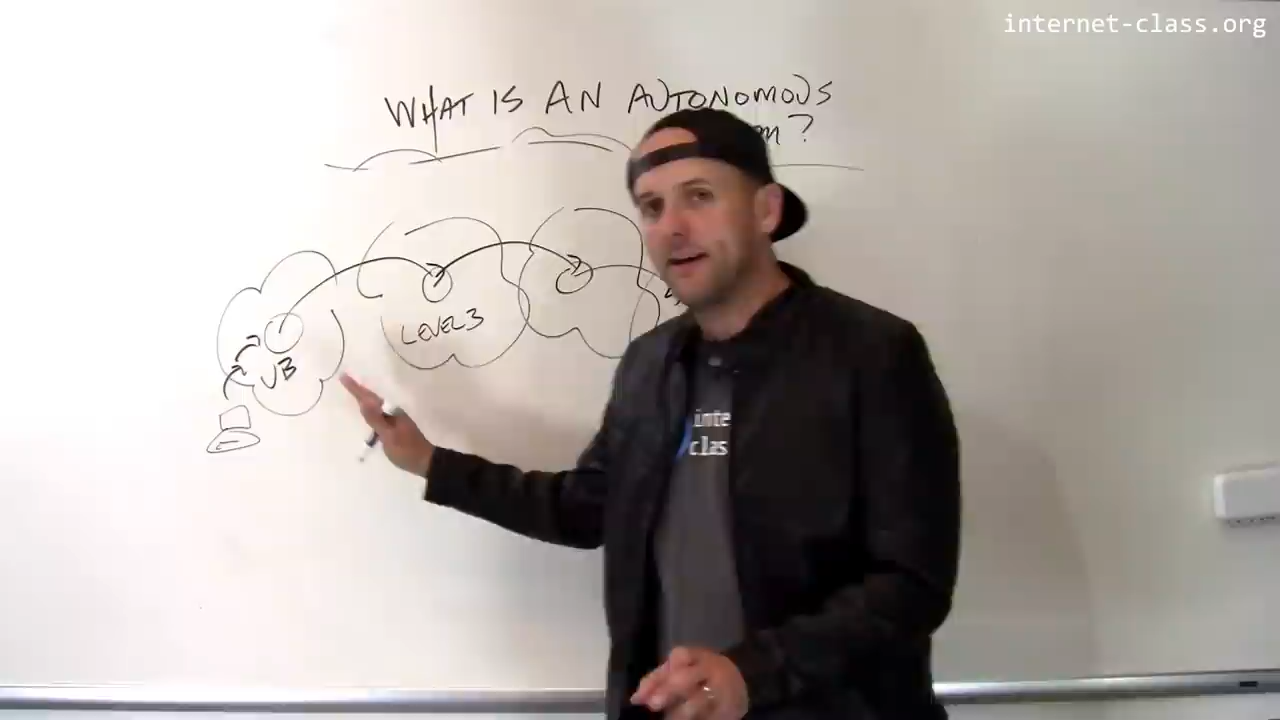 internet-class.org
WHAT IS AN AUTONOMOUS
?
LEVEL3
UB
inte
clas